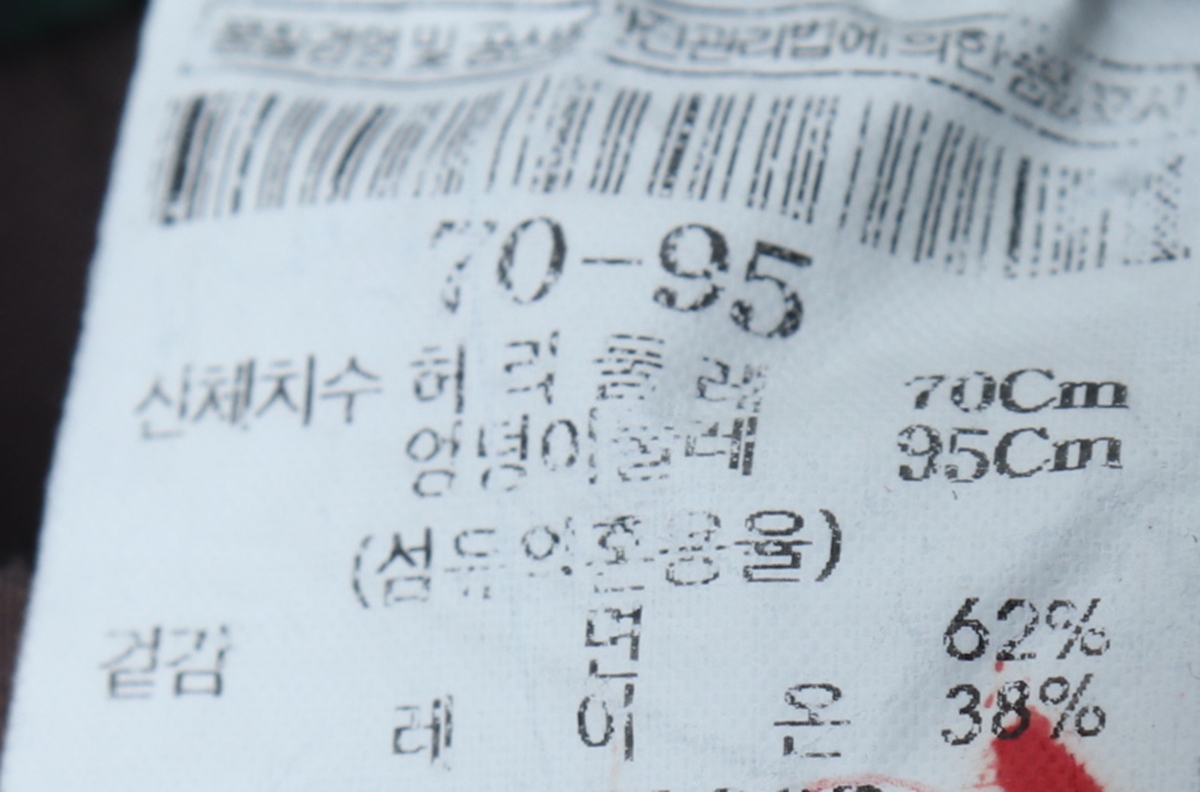 품질경영 및 공산품안전관리법에 의한 품질표시
70-95
신체치수 허리둘레 70Cm
엉덩이둘레 95Cm
(섬유의혼용율)
겉감 면 62%
레이온 38%